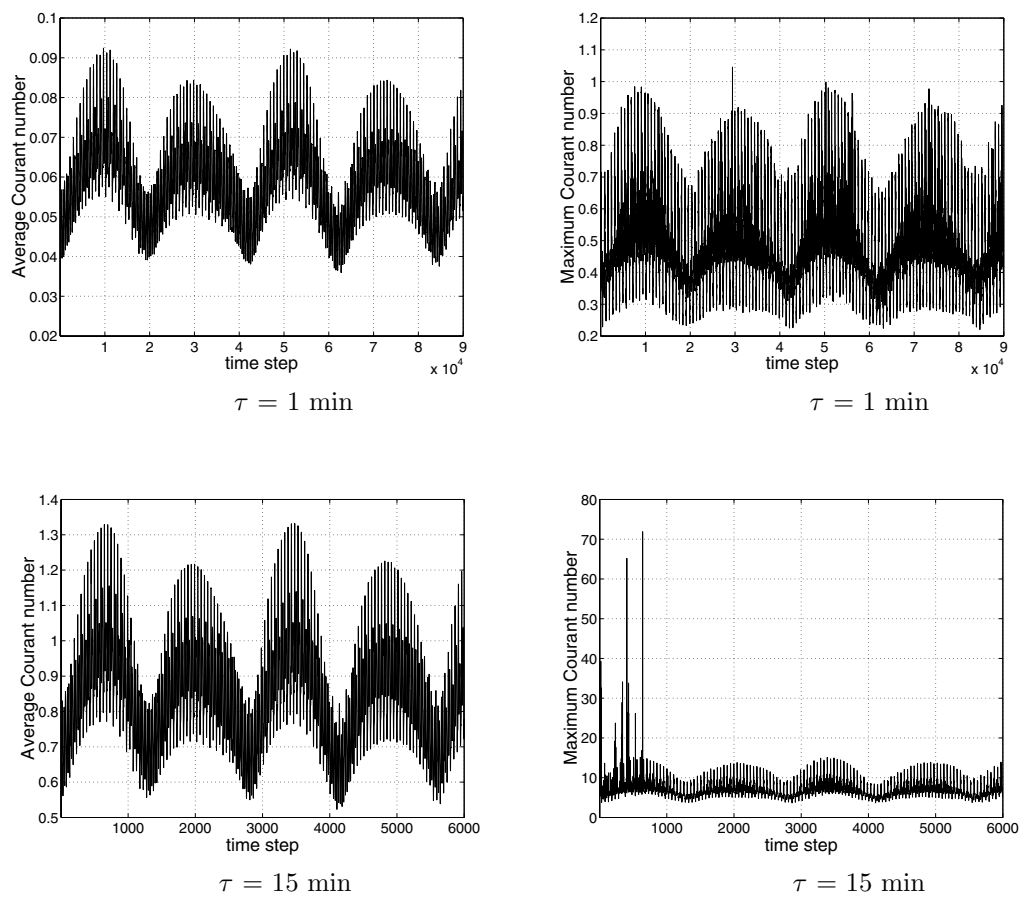 0.1
0.09
0.08
0.07
0.06
0.05
0.04
0.03
0.02
Average Courant number
1 2 3 4 5 6 7 8 9
time step
x 10⁴
τ = 1 min
1.2
1.1
1
0.9
0.8
0.7
0.6
0.5
0.4
0.3
0.2
Maximum Courant number
1 2 3 4 5 6 7 8 9
time step
x 10⁴
τ = 1 min
1.4
1.3
1.2
1.1
1
0.9
0.8
0.7
0.6
0.5
Average Courant number
1000 2000 3000 4000 5000 6000
time step
τ = 15 min
80
70
60
50
40
30
20
10
0
Maximum Courant number
1000 2000 3000 4000 5000 6000
time step
τ = 15 min